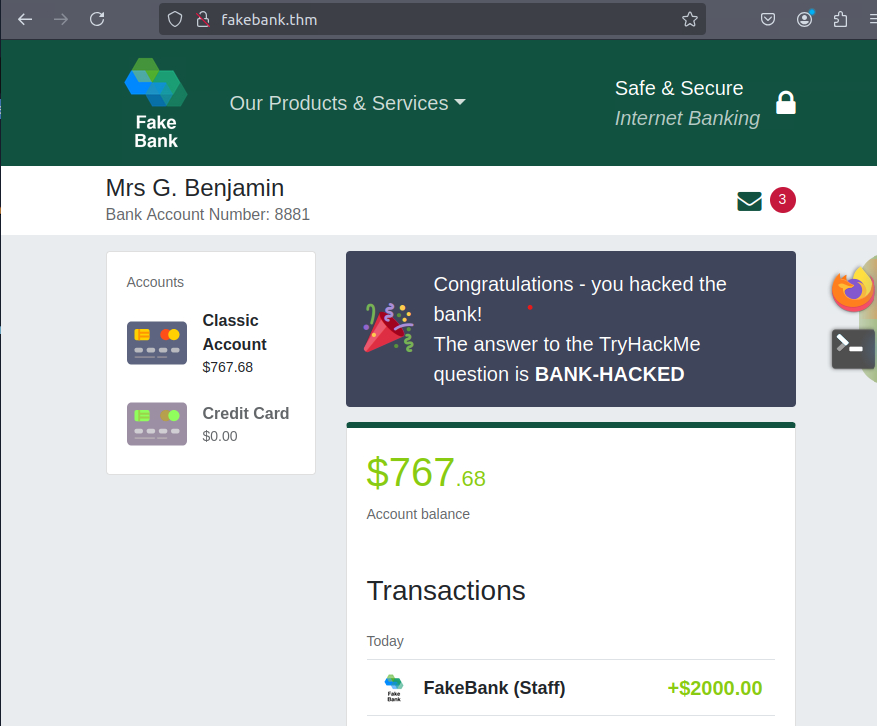 fakebank.thm
Fake
Bank
Our Products & Services
Safe & Secure
Internet Banking
Mrs G. Benjamin
Bank Account Number: 8881
3
Accounts
Classic
Account
$767.68
Credit Card
$0.00
Congratulations - you hacked the
bank!
The answer to the TryHackMe
question is BANK-HACKED
$767.68
Account balance
Transactions
Today
Fake
Bank
FakeBank (Staff) +$2000.00